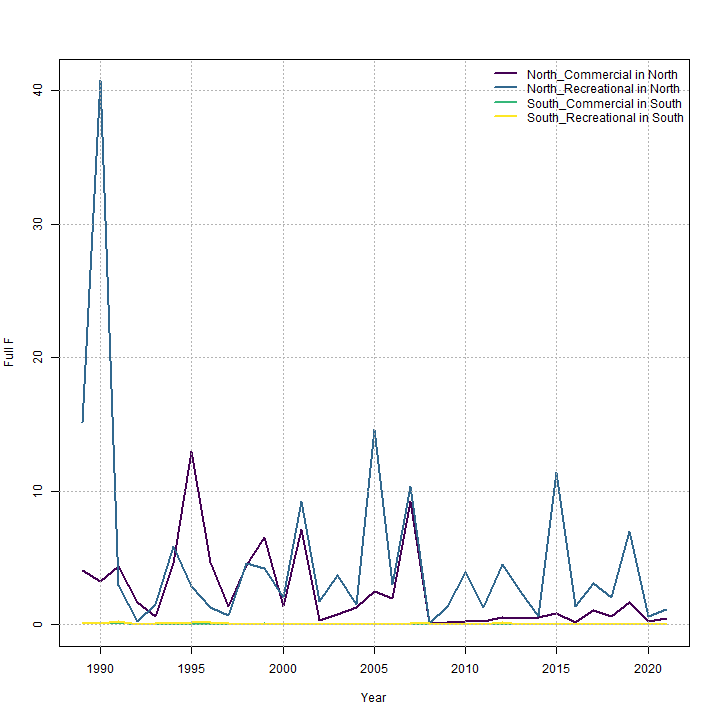 North_Commercial in North
North_Recreational in North
South_Commercial in South
South_Recreational in South
40
30
20
10
0
Full F
1990 1995 2000 2005 2010 2015 2020
Year